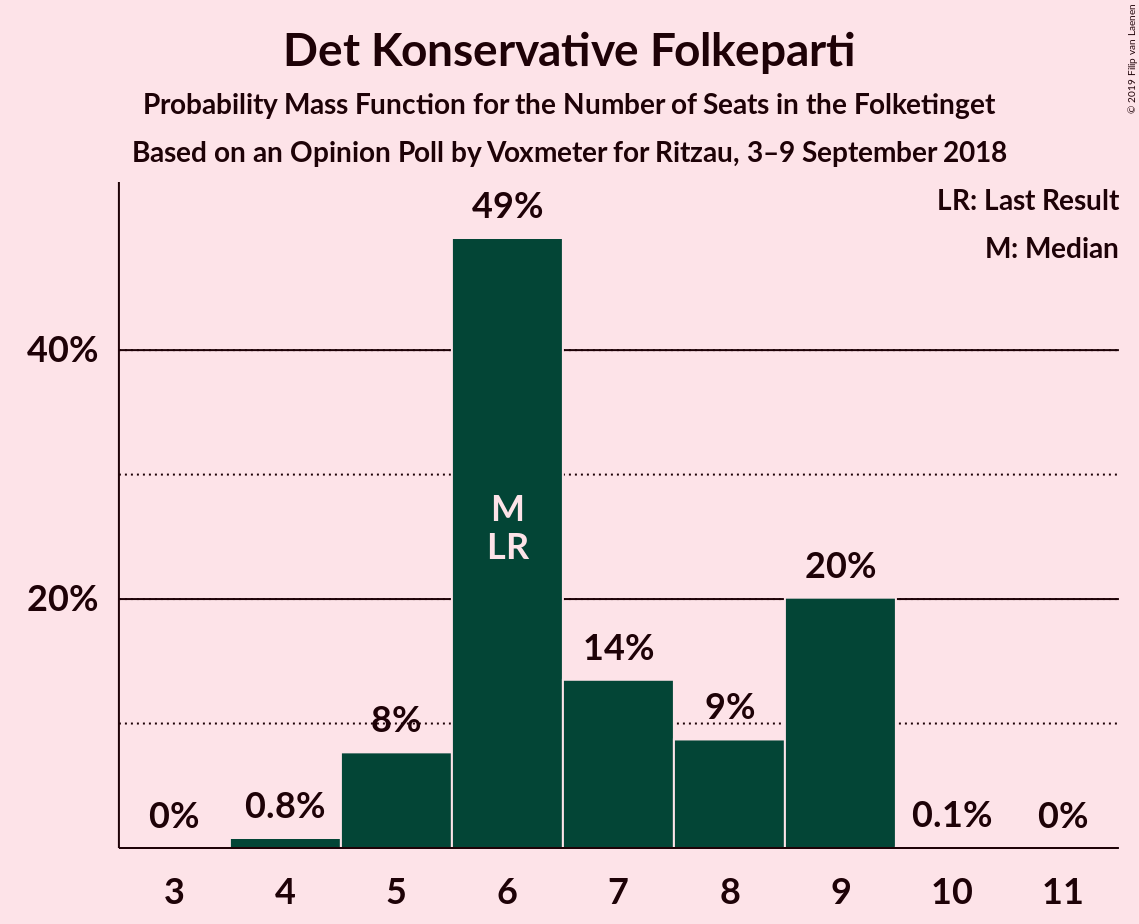 Det Konservative Folkeparti
Probability Mass Function for the Number of Seats in the Folketinget
Based on an Opinion Poll by Voxmeter for Ritzau, 3–9 September 2018
© 2019 Filip van Laenen
LR: Last Result
M: Median
40%
20%
0%
0.8%
8%
49%
M
LR
14%
9%
20%
0.1%
0%
3 4 5 6 7 8 9 10 11